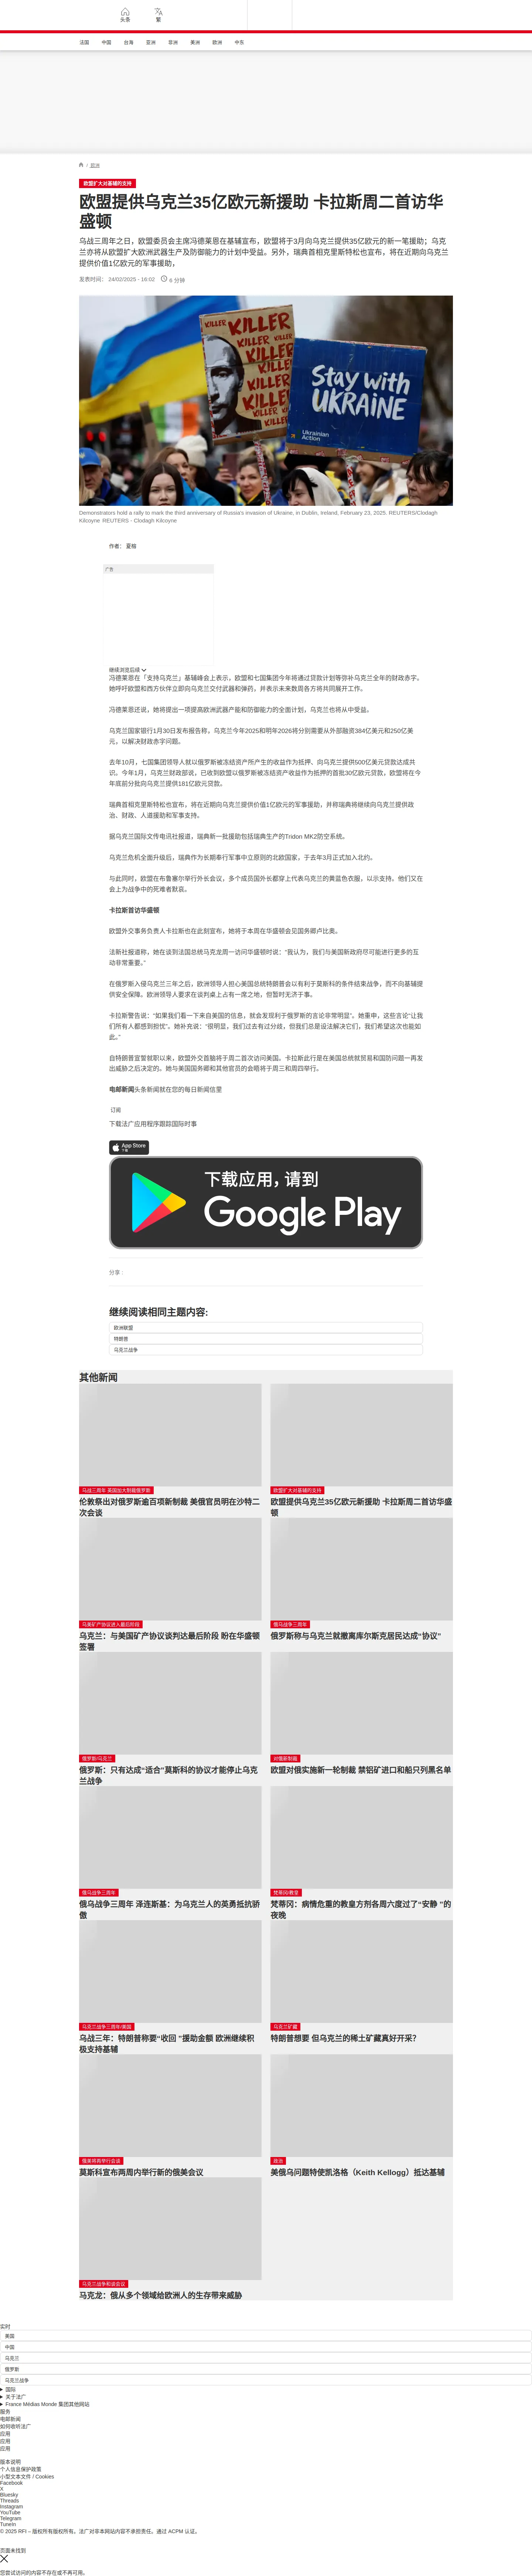 头条
繁
法国 中国 台海 亚洲 非洲 美洲 欧洲 中东
/ 欧洲
欧盟扩大对基辅的支持
欧盟提供乌克兰35亿欧元新援助 卡拉斯周二首访华
盛顿
乌战三周年之日，欧盟委员会主席冯德莱恩在基辅宣布，欧盟将于3月向乌克兰提供35亿欧元的新一笔援助；乌克
兰亦将从欧盟扩大欧洲武器生产及防御能力的计划中受益。另外，瑞典首相克里斯特松也宣布，将在近期向乌克兰
提供价值1亿欧元的军事援助，
发表时间： 24/02/2025 - 16:02 6 分钟
KILLER
KILLER
KILLER
KILLER
Stay with
UKRAINE
Ukrainian
Action
Demonstrators hold a rally to mark the third anniversary of Russia's invasion of Ukraine, in Dublin, Ireland, February 23, 2025. REUTERS/Clodagh
Kilcoyne REUTERS - Clodagh Kilcoyne
作者： 夏榕
广告
继续浏览后续
冯德莱恩在「支持乌克兰」基辅峰会上表示，欧盟和七国集团今年将通过贷款计划等弥补乌克兰全年的财政赤字。
她呼吁欧盟和西方伙伴立即向乌克兰交付武器和弹药，并表示未来数周各方将共同展开工作。
冯德莱恩还说，她将提出一项提高欧洲武器产能和防御能力的全面计划，乌克兰也将从中受益。
乌克兰国家银行1月30日发布报告称，乌克兰今年2025和明年2026将分别需要从外部融资384亿美元和250亿美
元，以解决财政赤字问题。
去年10月，七国集团领导人就以俄罗斯被冻结资产所产生的收益作为抵押、向乌克兰提供500亿美元贷款达成共
识。今年1月，乌克兰财政部说，已收到欧盟以俄罗斯被冻结资产收益作为抵押的首批30亿欧元贷款，欧盟将在今
年底前分批向乌克兰提供181亿欧元贷款。
瑞典首相克里斯特松也宣布，将在近期向乌克兰提供价值1亿欧元的军事援助，并称瑞典将继续向乌克兰提供政
治、财政、人道援助和军事支持。
据乌克兰国际文传电讯社报道，瑞典新一批援助包括瑞典生产的Tridon MK2防空系统。
乌克兰危机全面升级后，瑞典作为长期奉行军事中立原则的北欧国家，于去年3月正式加入北约。
与此同时，欧盟在布鲁塞尔举行外长会议，多个成员国外长都穿上代表乌克兰的黄蓝色衣服，以示支持。他们又在
会上为战争中的死难者默哀。
卡拉斯首访华盛顿
欧盟外交事务负责人卡拉斯也在此刻宣布，她将于本周在华盛顿会见国务卿卢比奥。
法新社报道称，她在谈到法国总统马克龙周一访问华盛顿时说：“我认为，我们与美国新政府尽可能进行更多的互
动非常重要。”
在俄罗斯入侵乌克兰三年之后，欧洲领导人担心美国总统特朗普会以有利于莫斯科的条件结束战争，而不向基辅提
供安全保障。欧洲领导人要求在谈判桌上占有一席之地，但暂时无济于事。
卡拉斯警告说：“如果我们看一下来自美国的信息，就会发现利于俄罗斯的言论非常明显”。她重申，这些言论“让我
们所有人都感到担忧”。她补充说：“很明显，我们过去有过分歧，但我们总是设法解决它们，我们希望这次也能如
此。”
自特朗普宣誓就职以来，欧盟外交首脑将于周二首次访问美国。卡拉斯此行是在美国总统就贸易和国防问题一再发
出威胁之后决定的。她与美国国务卿和其他官员的会晤将于周三和周四举行。
电邮新闻头条新闻就在您的每日新闻信里
订阅
下载法广应用程序跟踪国际时事
App Store
下载
下载应用，请到
Google Play
分享 :
继续阅读相同主题内容:
欧洲联盟
特朗普
乌克兰战争
其他新闻
乌战三周年 英国加大制裁俄罗斯
伦敦祭出对俄罗斯逾百项新制裁 美俄官员明在沙特二
次会谈
欧盟扩大对基辅的支持
欧盟提供乌克兰35亿欧元新援助 卡拉斯周二首访华盛
顿
乌美矿产协议进入最后阶段
乌克兰：与美国矿产协议谈判达最后阶段 盼在华盛顿
签署
俄乌战争三周年
俄罗斯称与乌克兰就撤离库尔斯克居民达成“协议”
俄罗斯/乌克兰
俄罗斯：只有达成“适合”莫斯科的协议才能停止乌克
兰战争
对俄新制裁
欧盟对俄实施新一轮制裁 禁铝矿进口和船只列黑名单
俄乌战争三周年
俄乌战争三周年 泽连斯基：为乌克兰人的英勇抵抗骄
傲
梵蒂冈/教皇
梵蒂冈：病情危重的教皇方剂各周六度过了“安静 ”的
夜晚
乌克兰战争三周年/美国
乌战三年：特朗普称要“收回 ”援助金额 欧洲继续积
极支持基辅
乌克兰矿藏
特朗普想要 但乌克兰的稀土矿藏真好开采？
俄美将再举行会谈
莫斯科宣布两周内举行新的俄美会议
政治
美俄乌问题特使凯洛格（Keith Kellogg）抵达基辅
乌克兰战争和谈会议
马克龙：俄从多个领域给欧洲人的生存带来威胁
实时
美国
中国
乌克兰
俄罗斯
乌克兰战争
国际
关于法广
France Médias Monde 集团其他网站
服务
电邮新闻
如何收听法广
应用
应用
应用
版本说明
个人信息保护政策
小型文本文件 / Cookies
Facebook
X
Bluesky
Threads
Instagram
YouTube
Telegram
TuneIn
© 2025 RFI – 版权所有版权所有。法广对非本网站内容不承担责任。通过 ACPM 认证。
页面未找到
您尝试访问的内容不存在或不再可用。